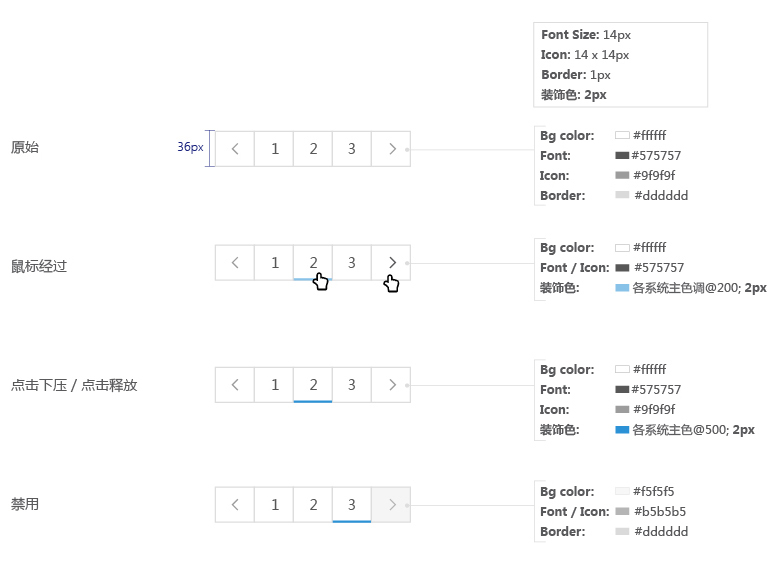 Font Size: 14px
Icon: 14 x 14px
Border: 1px
装饰色: 2px
原始
36px
1 2 3
Bg color: #ffffff
Font: #575757
Icon: #9f9f9f
Border: #dddddd
鼠标经过
1 2 3
Bg color: #ffffff
Font / Icon: #575757
装饰色: 各系统主色调@200; 2px
点击下压 / 点击释放
1 2 3
Bg color: #ffffff
Font: #575757
Icon: #9f9f9f
装饰色: 各系统主色@500; 2px
禁用
1 2 3
Bg color: #f5f5f5
Font / Icon: #b5b5b5
Border: #dddddd